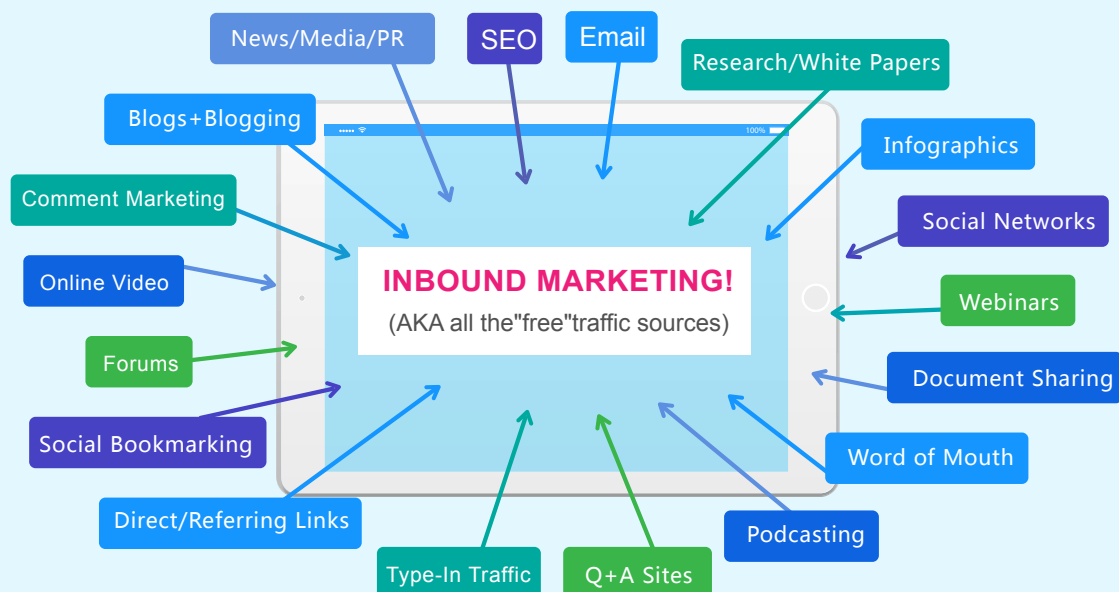 News/Media/PR
SEO
Email
Research/White Papers
Blogs+Blogging
100%
Infographics
Comment Marketing
Social Networks
Online Video
INBOUND MARKETING!
(AKA all the"free"traffic sources)
Webinars
Forums
Document Sharing
Social Bookmarking
Word of Mouth
Direct/Referring Links
Podcasting
Type-In Traffic
Q+A Sites